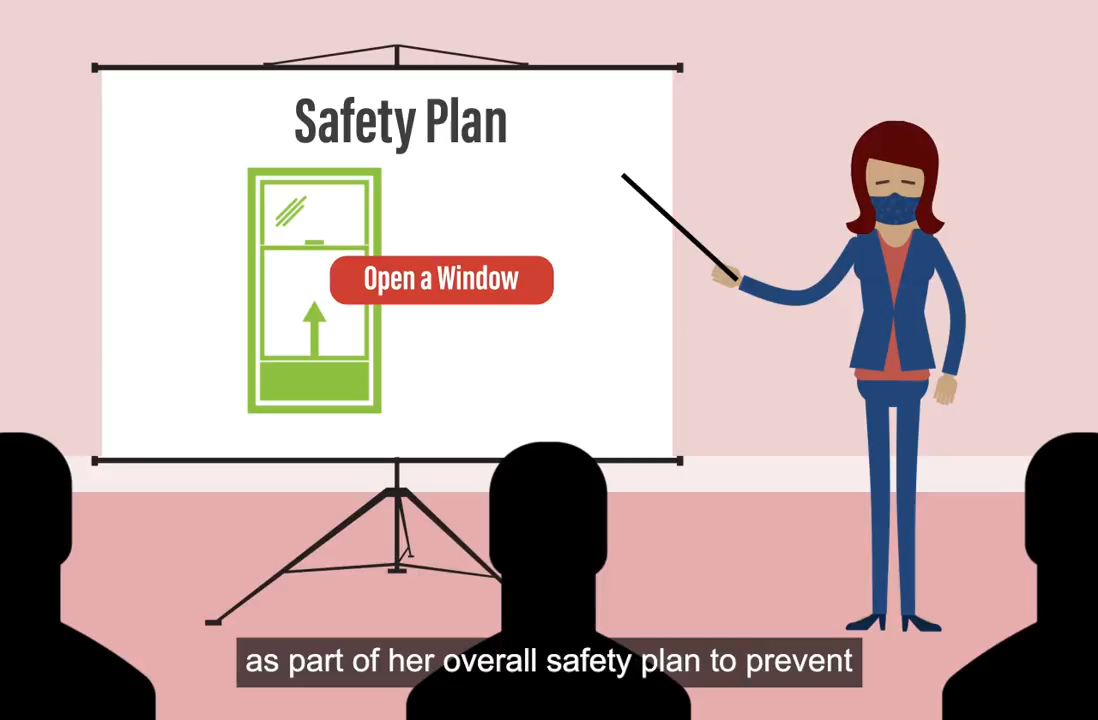 Safety Plan
Open a Window
as part of her overall safety plan to prevent